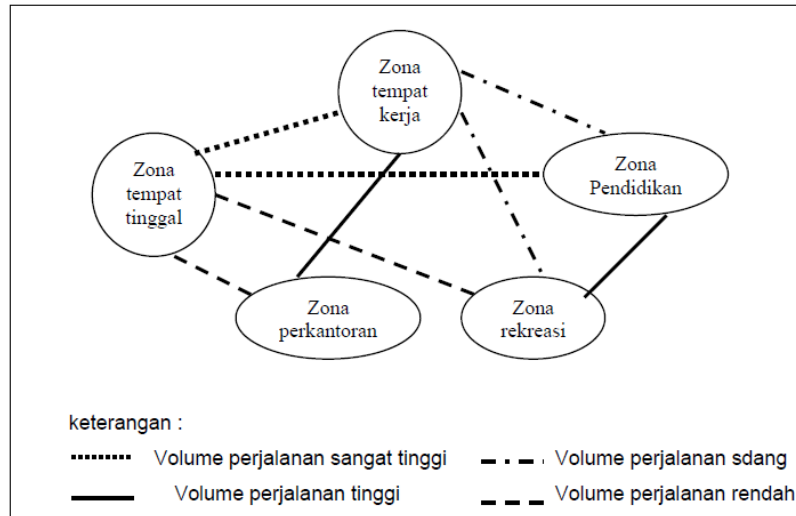 Zona
tempat
kerja
Zona
tempat
tinggal
Zona
Pendidikan
Zona
perkantoran
Zona
rekreasi
keterangan :
Volume perjalanan sangat tinggi
Volume perjalanan sdang
Volume perjalanan tinggi
Volume perjalanan rendah